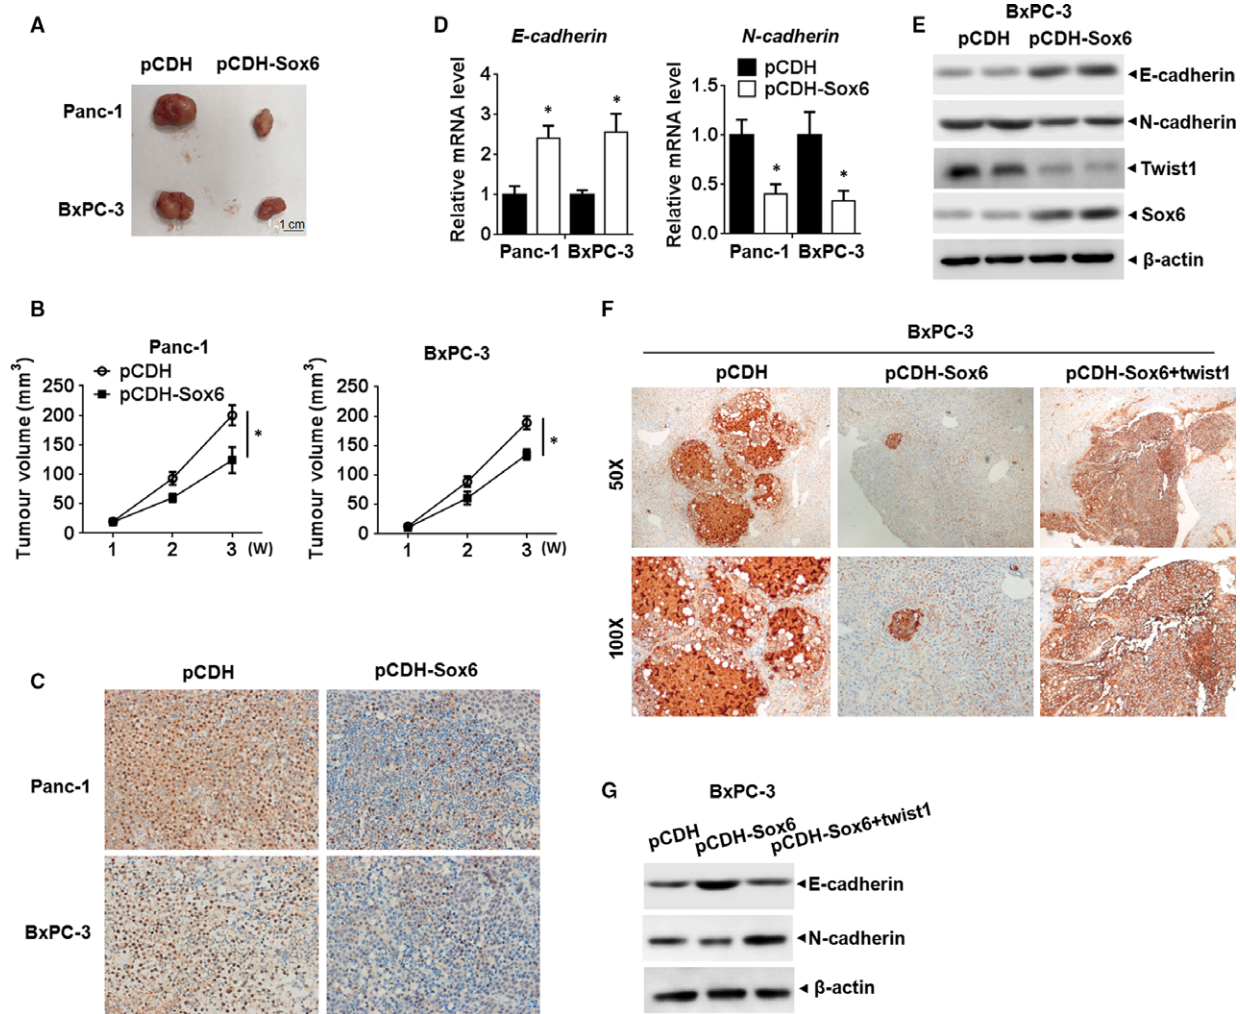 A
pCDH pCDH-Sox6
Panc-1
BxPC-3
1 cm
B
Panc-1
pCDH
pCDH-Sox6
Tumour volume (mm3)
250
200
150
100
50
0
*
1 2 3 (W)
BxPC-3
Tumour volume (mm3)
250
200
150
100
50
0
*
1 2 3 (W)
C
pCDH pCDH-Sox6
Panc-1
BxPC-3
D
E-cadherin
Relative mRNA level
4
3
2
1
0
* *
Panc-1 BxPC-3
N-cadherin
pCDH
pCDH-Sox6
Relative mRNA level
1.5
1.0
0.5
0.0
* *
Panc-1 BxPC-3
E
BxPC-3
pCDH pCDH-Sox6
E-cadherin
N-cadherin
Twist1
Sox6
β-actin
F
BxPC-3
pCDH pCDH-Sox6 pCDH-Sox6+twist1
50X
100X
G
BxPC-3
pCDH pCDH-Sox6 pCDH-Sox6+twist1
E-cadherin
N-cadherin
β-actin